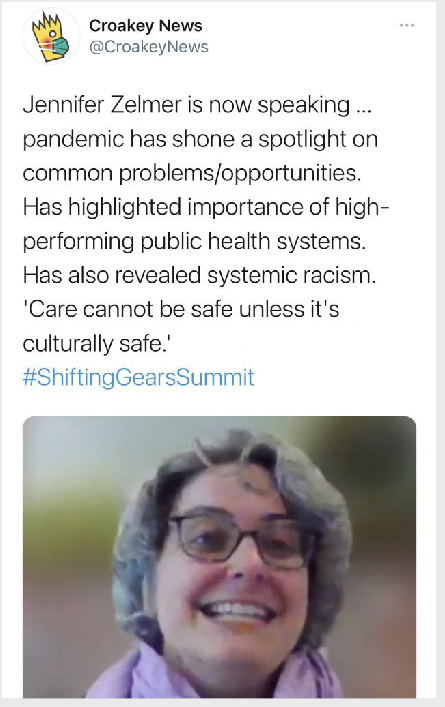 Croakey News
@CroakeyNews
Jennifer Zelmer is now speaking ...
pandemic has shone a spotlight on
common problems/opportunities.
Has highlighted importance of high-
performing public health systems.
Has also revealed systemic racism.
'Care cannot be safe unless it's
culturally safe.'
#ShiftingGearsSummit